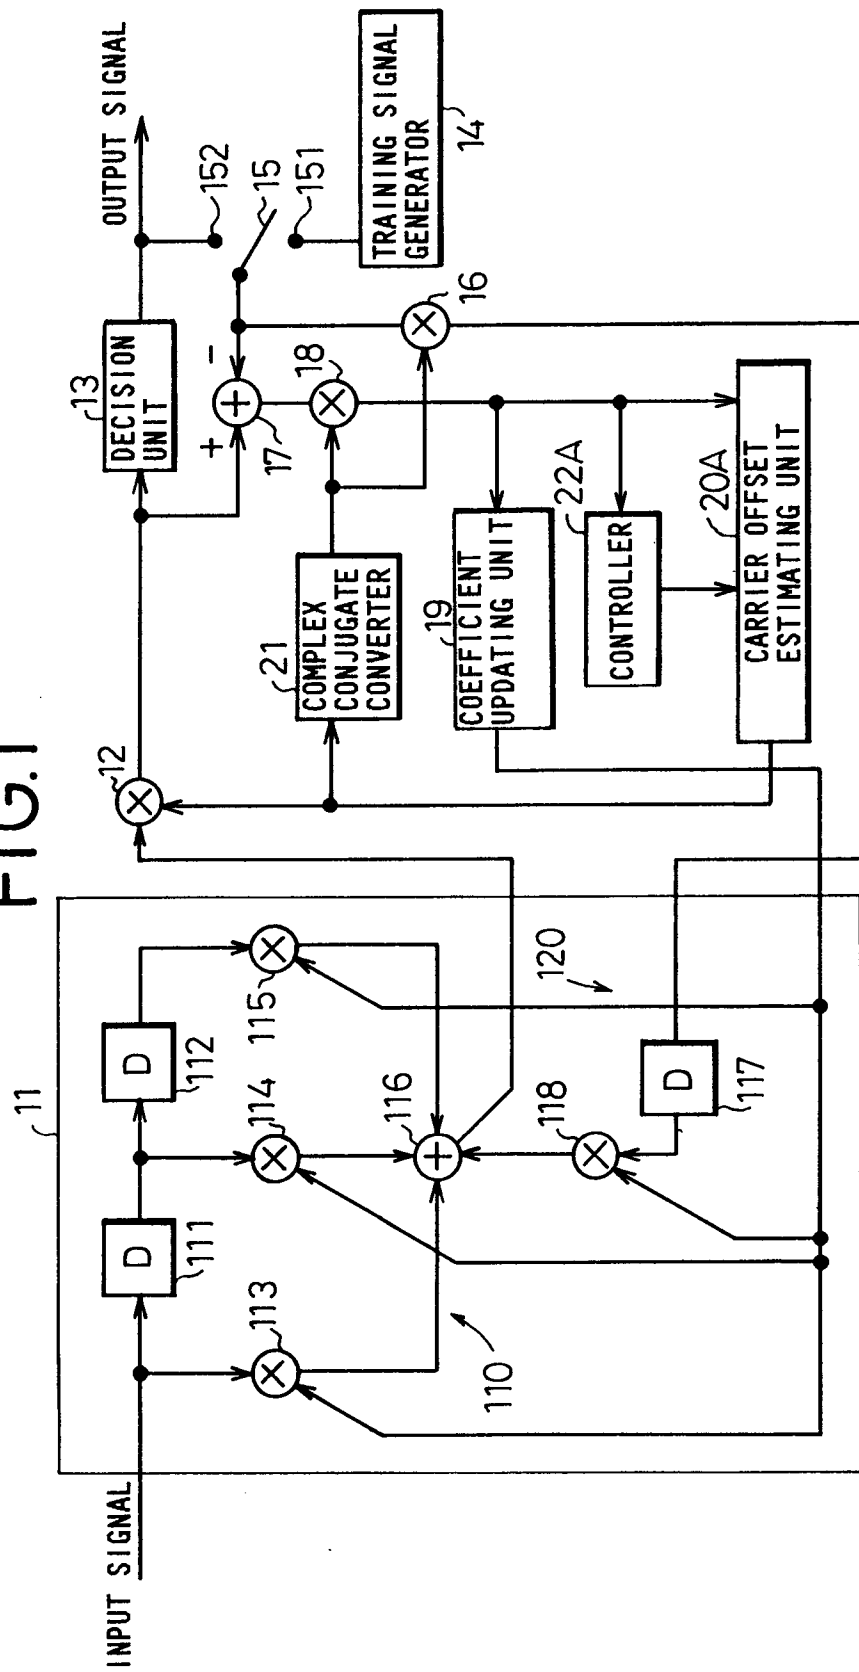 FIG.1
INPUT SIGNAL
11
D
111
D
112
113
114
115
116
110
D
117
118
120
12
13
DECISION
UNIT
OUTPUT SIGNAL
152
15
151
TRAINING SIGNAL
GENERATOR
14
16
+
-
17
18
21
COMPLEX
CONJUGATE
CONVERTER
19
COEFFICIENT
UPDATING UNIT
22A
CONTROLLER
20A
CARRIER OFFSET
ESTIMATING UNIT